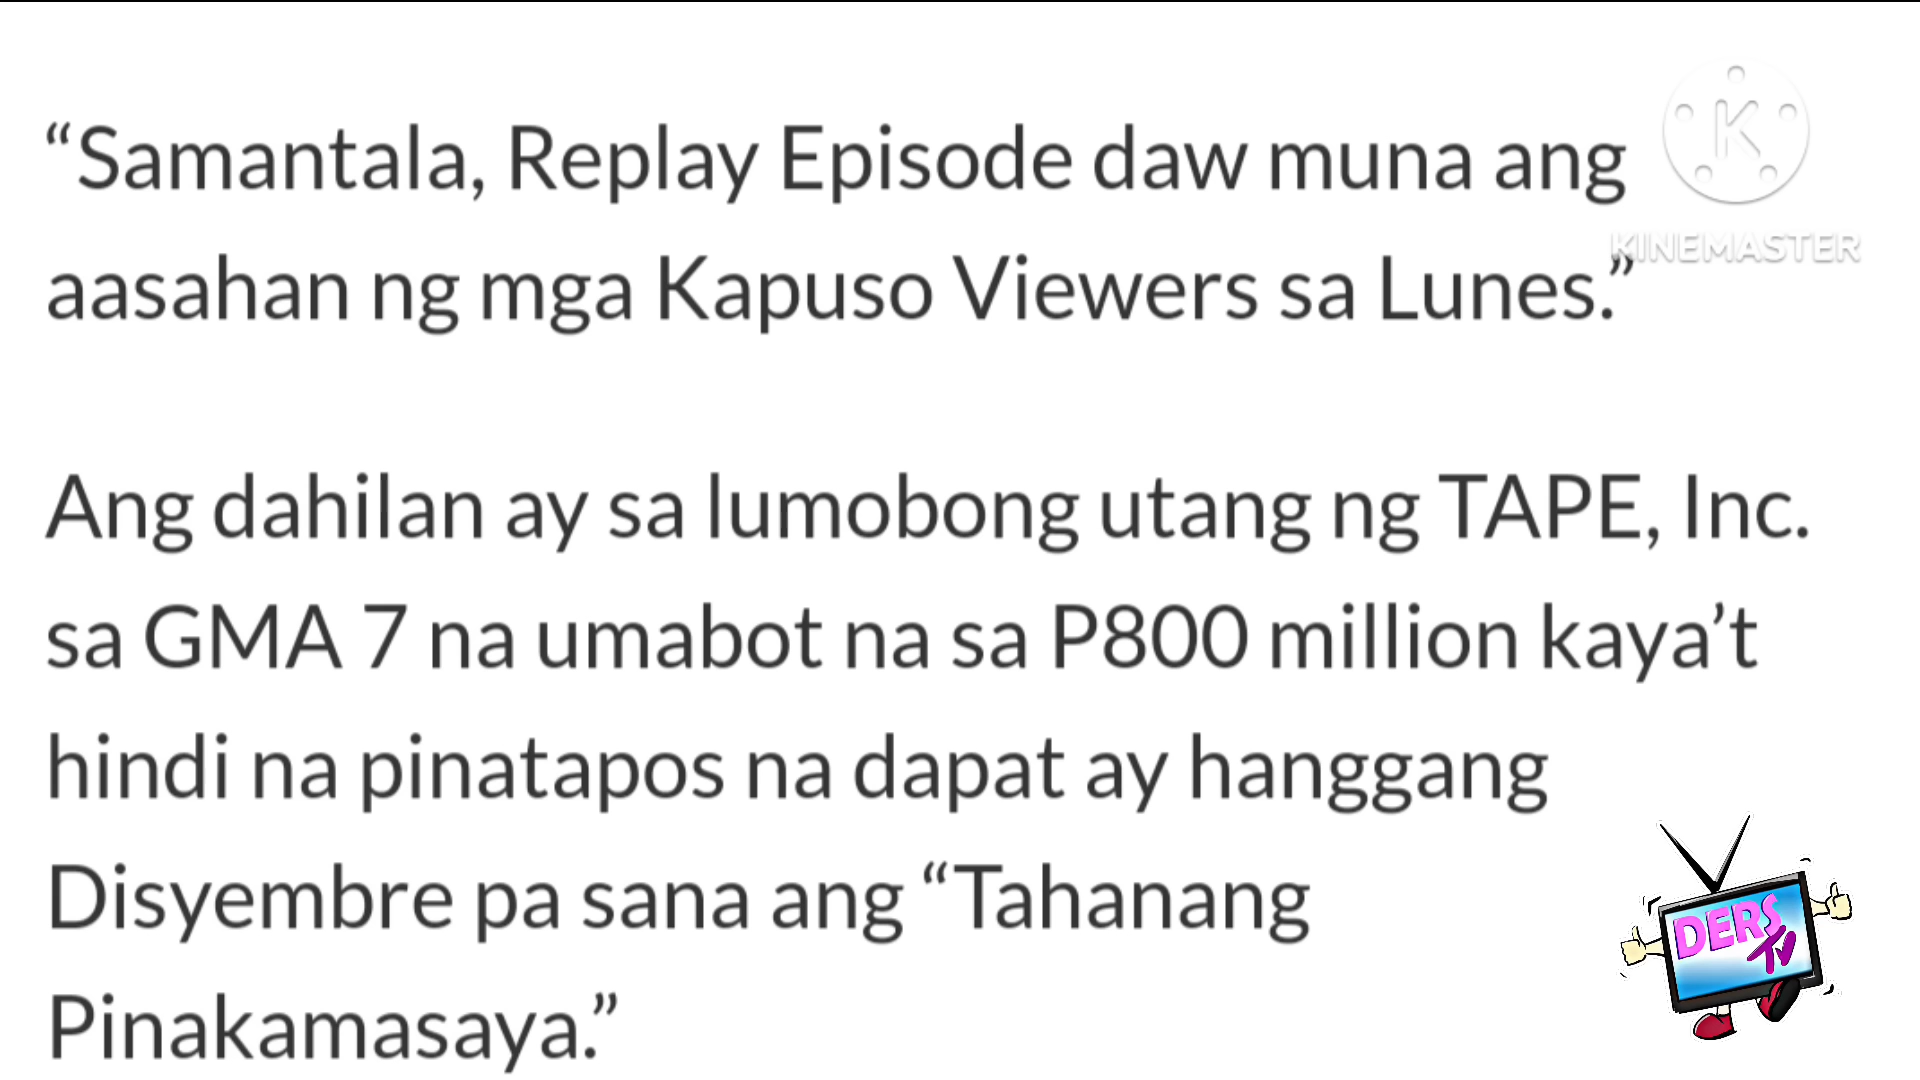 “Samantala, Replay Episode daw muna ang
aasahan ng mga Kapuso Viewers sa Lunes.”
K
KINEMASTER
Ang dahilan ay sa lumobong utang ng TAPE, Inc.
sa GMA 7 na umabot na sa P800 million kaya’t
hindi na pinatapos na dapat ay hanggang
Disyembre pa sana ang “Tahanang
Pinakamasaya.”
DERS
TV